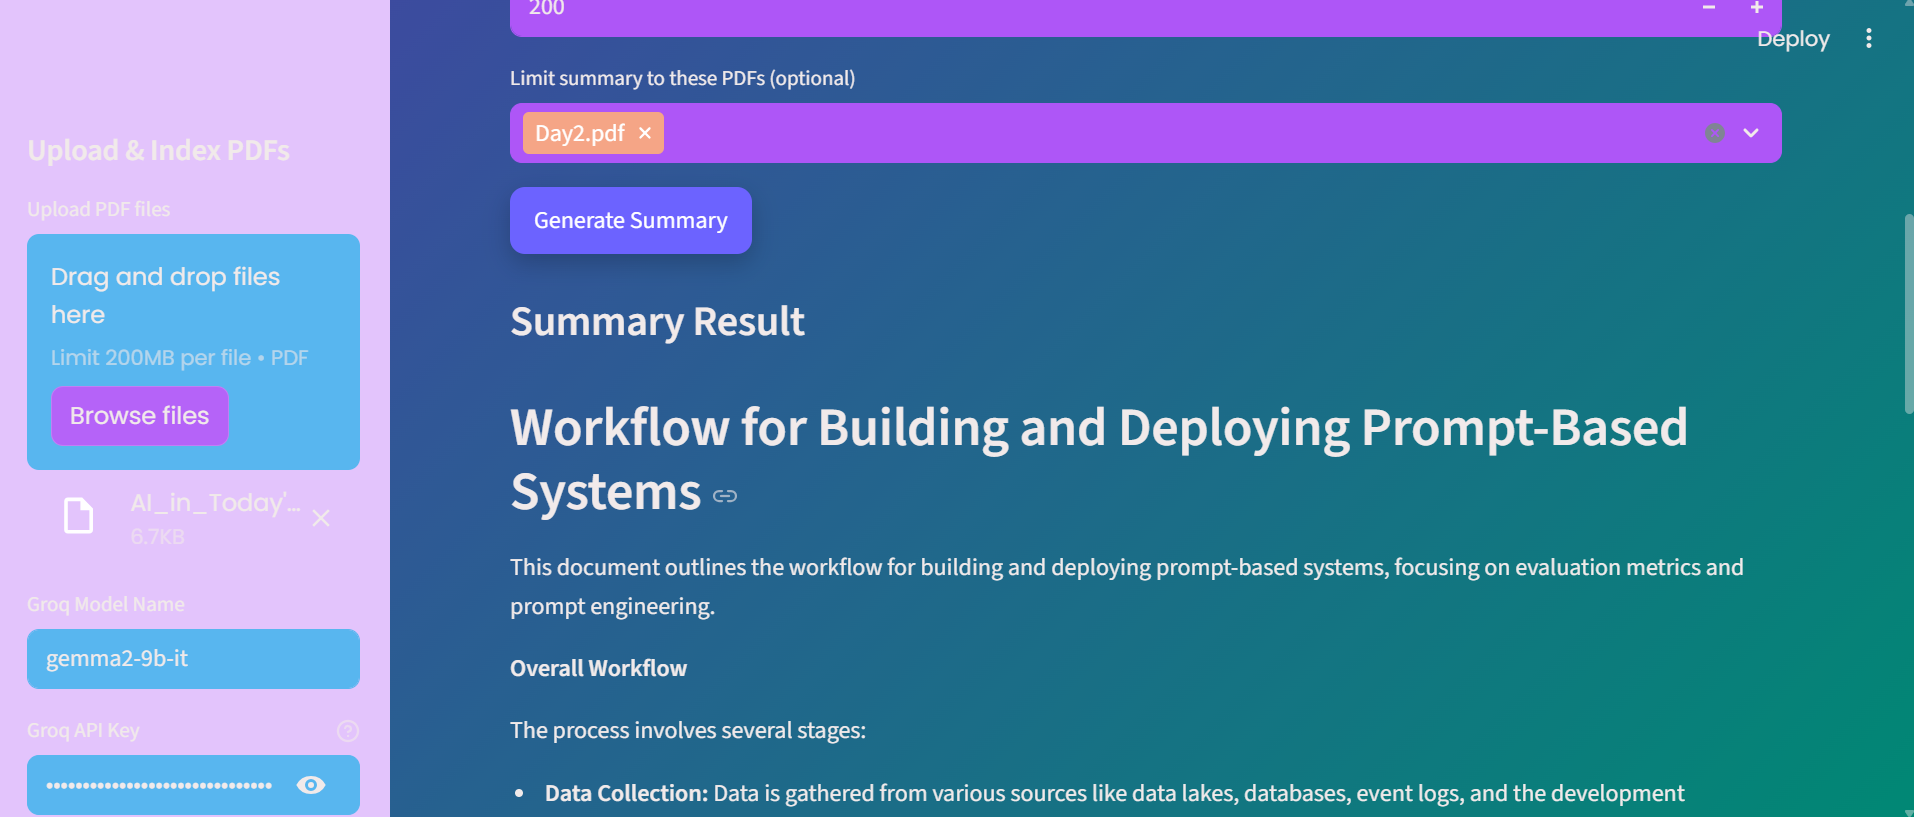 Upload & Index PDFs
Upload PDF files
Drag and drop files
here
Limit 200MB per file • PDF
Browse files
AI_in_Today'...
6.7KB
Groq Model Name
gemma2-9b-it
Groq API Key
200
Deploy
Limit summary to these PDFs (optional)
Day2.pdf
Generate Summary
Summary Result
Workflow for Building and Deploying Prompt-Based
Systems
This document outlines the workflow for building and deploying prompt-based systems, focusing on evaluation metrics and
prompt engineering.
Overall Workflow
The process involves several stages:
• Data Collection: Data is gathered from various sources like data lakes, databases, event logs, and the development